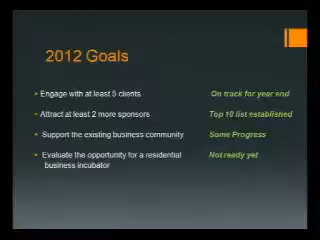 2012 Goals
Engage with at least 5 clients On track for year end
Attract at least 2 more sponsors Top 10 list established
Support the existing business community Some Progress
Evaluate the opportunity for a residential Not ready yet
business incubator